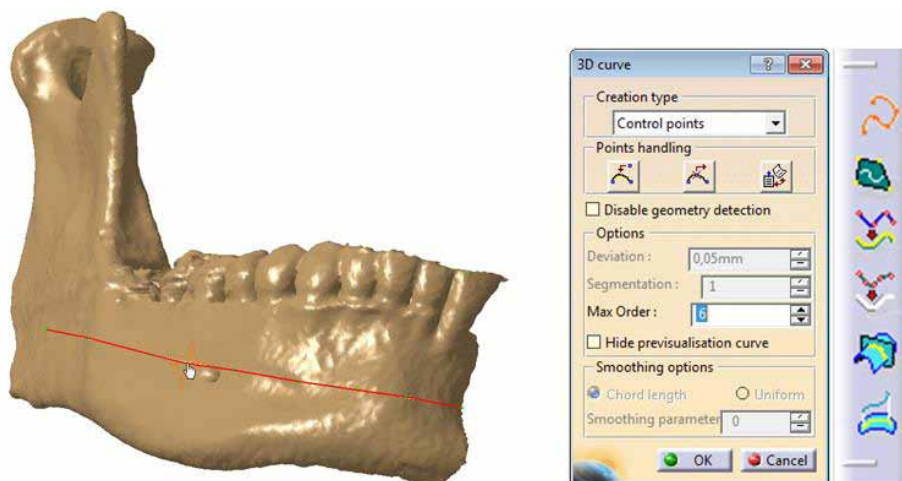 3D curve
?
Creation type
Control points
Points handling
Disable geometry detection
Options
Deviation : 0,05mm
Segmentation : 1
Max Order : 6
Hide previsualisation curve
Smoothing options
Chord length Uniform
Smoothing parameter 0
OK Cancel